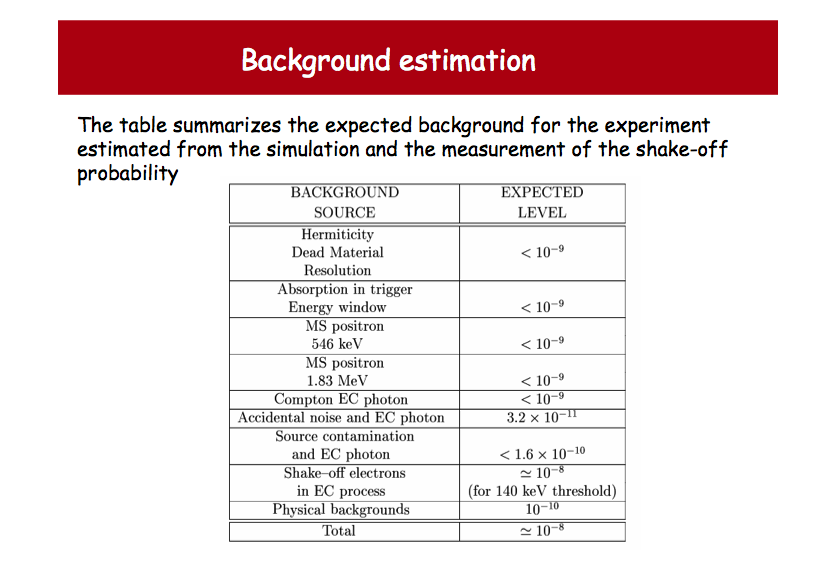 Background estimation
The table summarizes the expected background for the experiment
estimated from the simulation and the measurement of the shake-off
probability
BACKGROUND EXPECTED
SOURCE LEVEL
Hermiticity
Dead Material < 10⁻⁹
Resolution
Absorption in trigger
Energy window < 10⁻⁹
MS positron
546 keV < 10⁻⁹
MS positron
1.83 MeV < 10⁻⁹
Compton EC photon < 10⁻⁹
Accidental noise and EC photon 3.2 × 10⁻¹¹
Source contamination
and EC photon < 1.6 × 10⁻¹⁰
Shake–off electrons ≃ 10⁻⁸
in EC process (for 140 keV threshold)
Physical backgrounds 10⁻¹⁰
Total ≃ 10⁻⁸